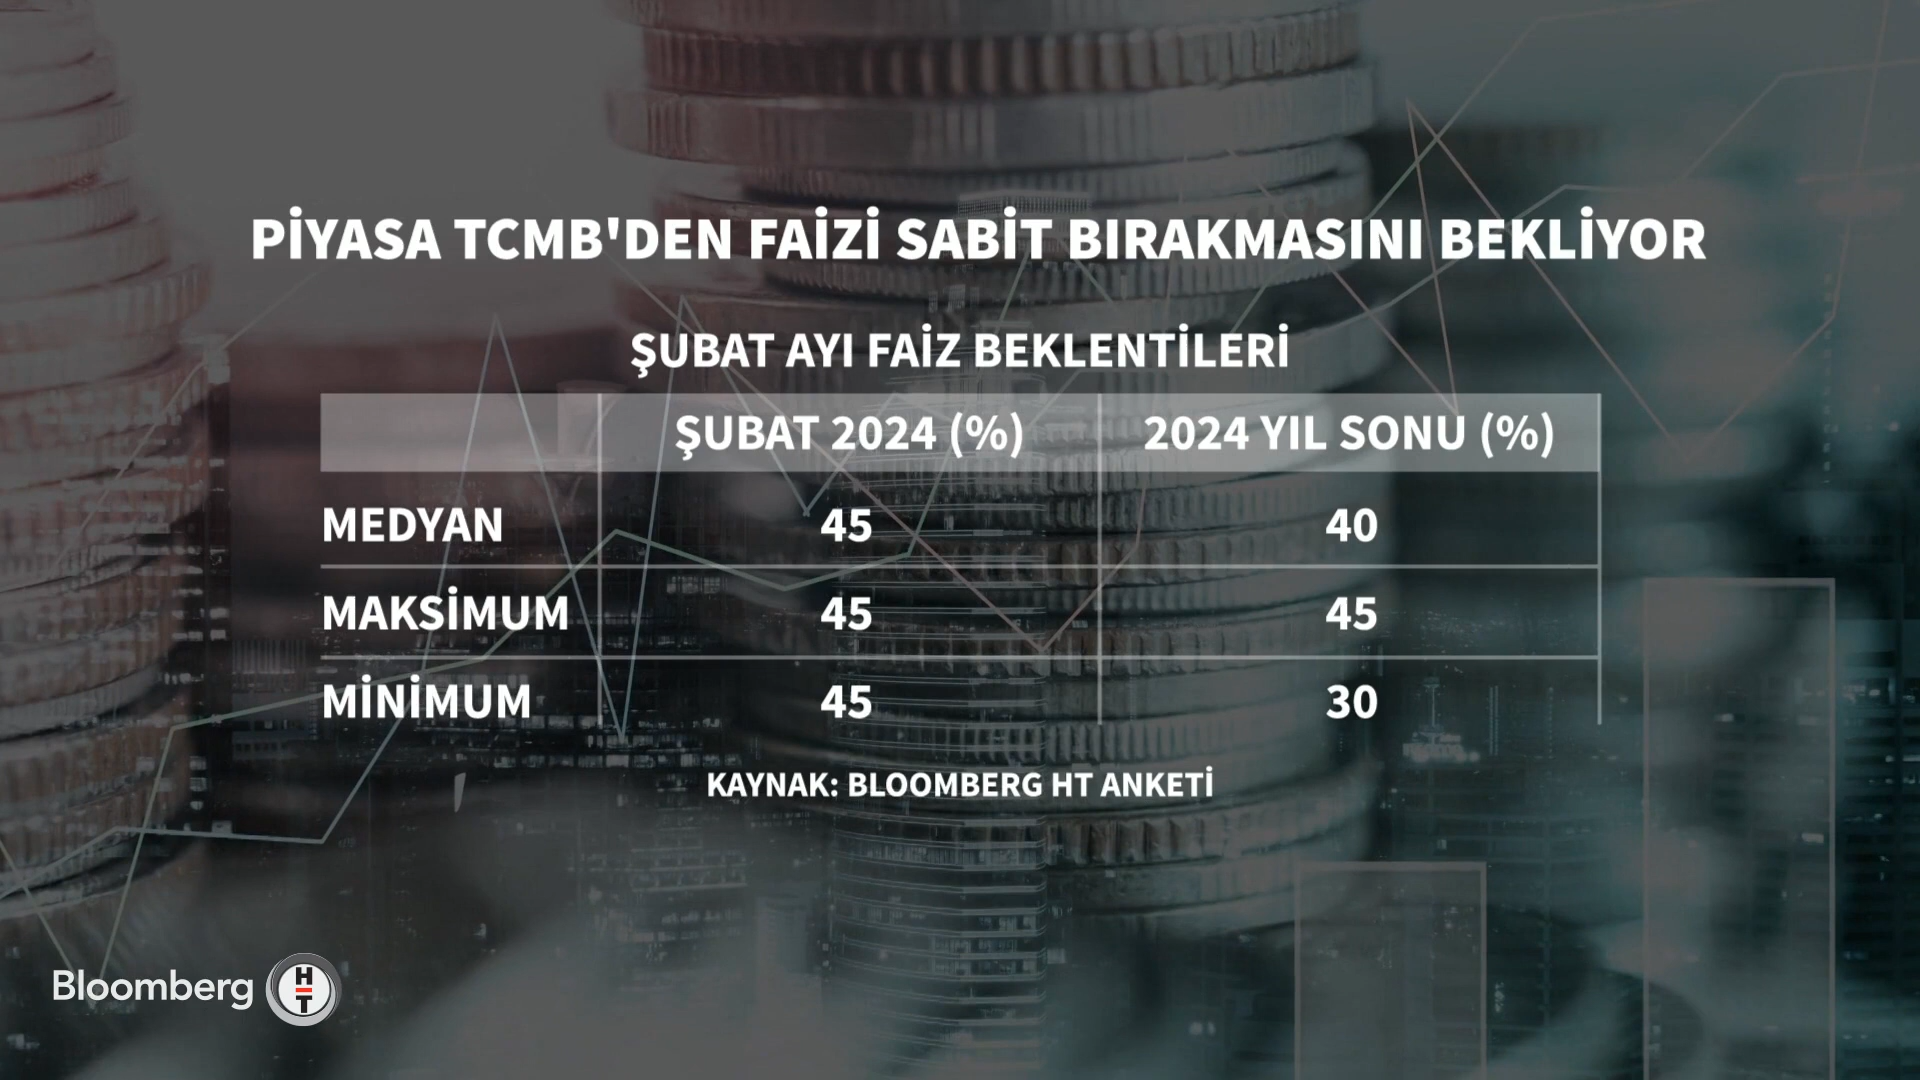 PİYASA TCMB'DEN FAİZİ SABİT BIRAKMASINI BEKLİYOR
ŞUBAT AYI FAİZ BEKLENTİLERİ
ŞUBAT 2024 (%) 2024 YIL SONU (%)
MEDYAN 45 40
MAKSİMUM 45 45
MİNİMUM 45 30
KAYNAK: BLOOMBERG HT ANKETİ
Bloomberg HT